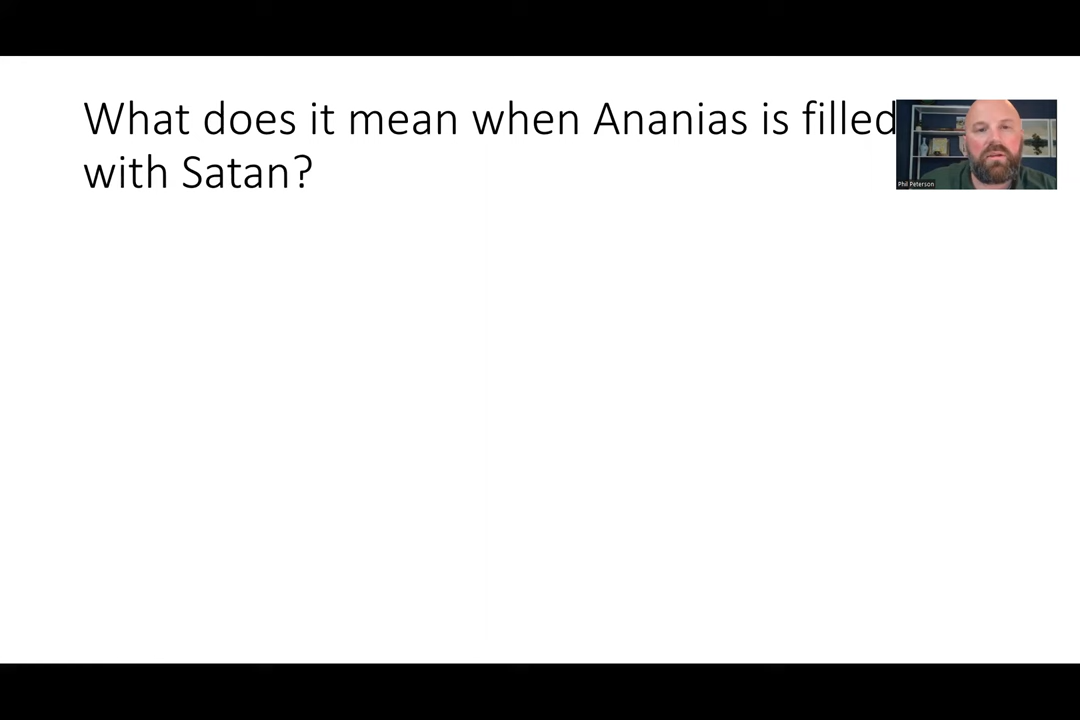 What does it mean when Ananias is filled
with Satan?
Phil Peterson